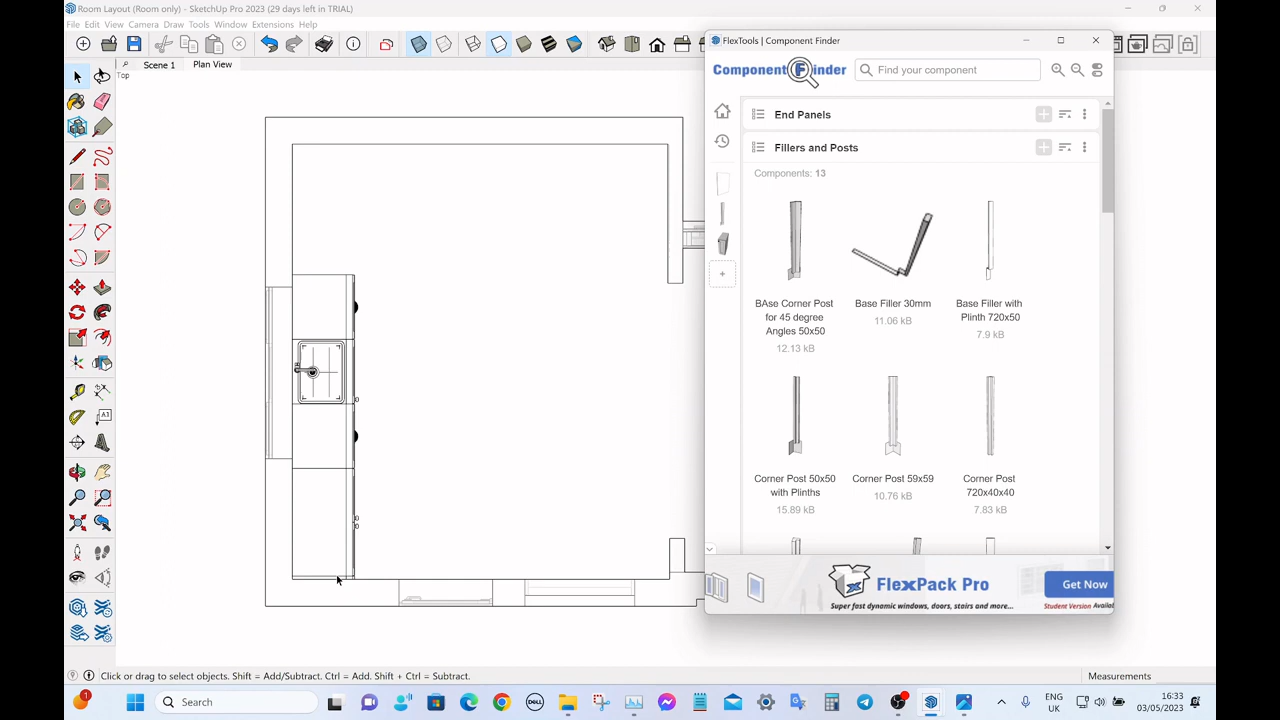 Room Layout (Room only) - SketchUp Pro 2023 (29 days left in TRIAL)
File Edit View Camera Draw Tools Window Extensions Help
Scene 1 Plan View
Top
FlexTools | Component Finder
Component Finder
Find your component
End Panels
Fillers and Posts
Components: 13
BAse Corner Post for 45 degree Angles 50x50
12.13 kB
Base Filler 30mm
11.06 kB
Base Filler with Plinth 720x50
7.9 kB
Corner Post 50x50 with Plinths
15.89 kB
Corner Post 59x59
10.76 kB
Corner Post 720x40x40
7.83 kB
FlexPack Pro
Super fast dynamic windows, doors, stairs and more...
Get Now
Student Version Availa
A1
Click or drag to select objects. Shift = Add/Subtract. Ctrl = Add. Shift + Ctrl = Subtract.
Measurements
1
Search
DELL
ENG
UK
16:33
03/05/2023